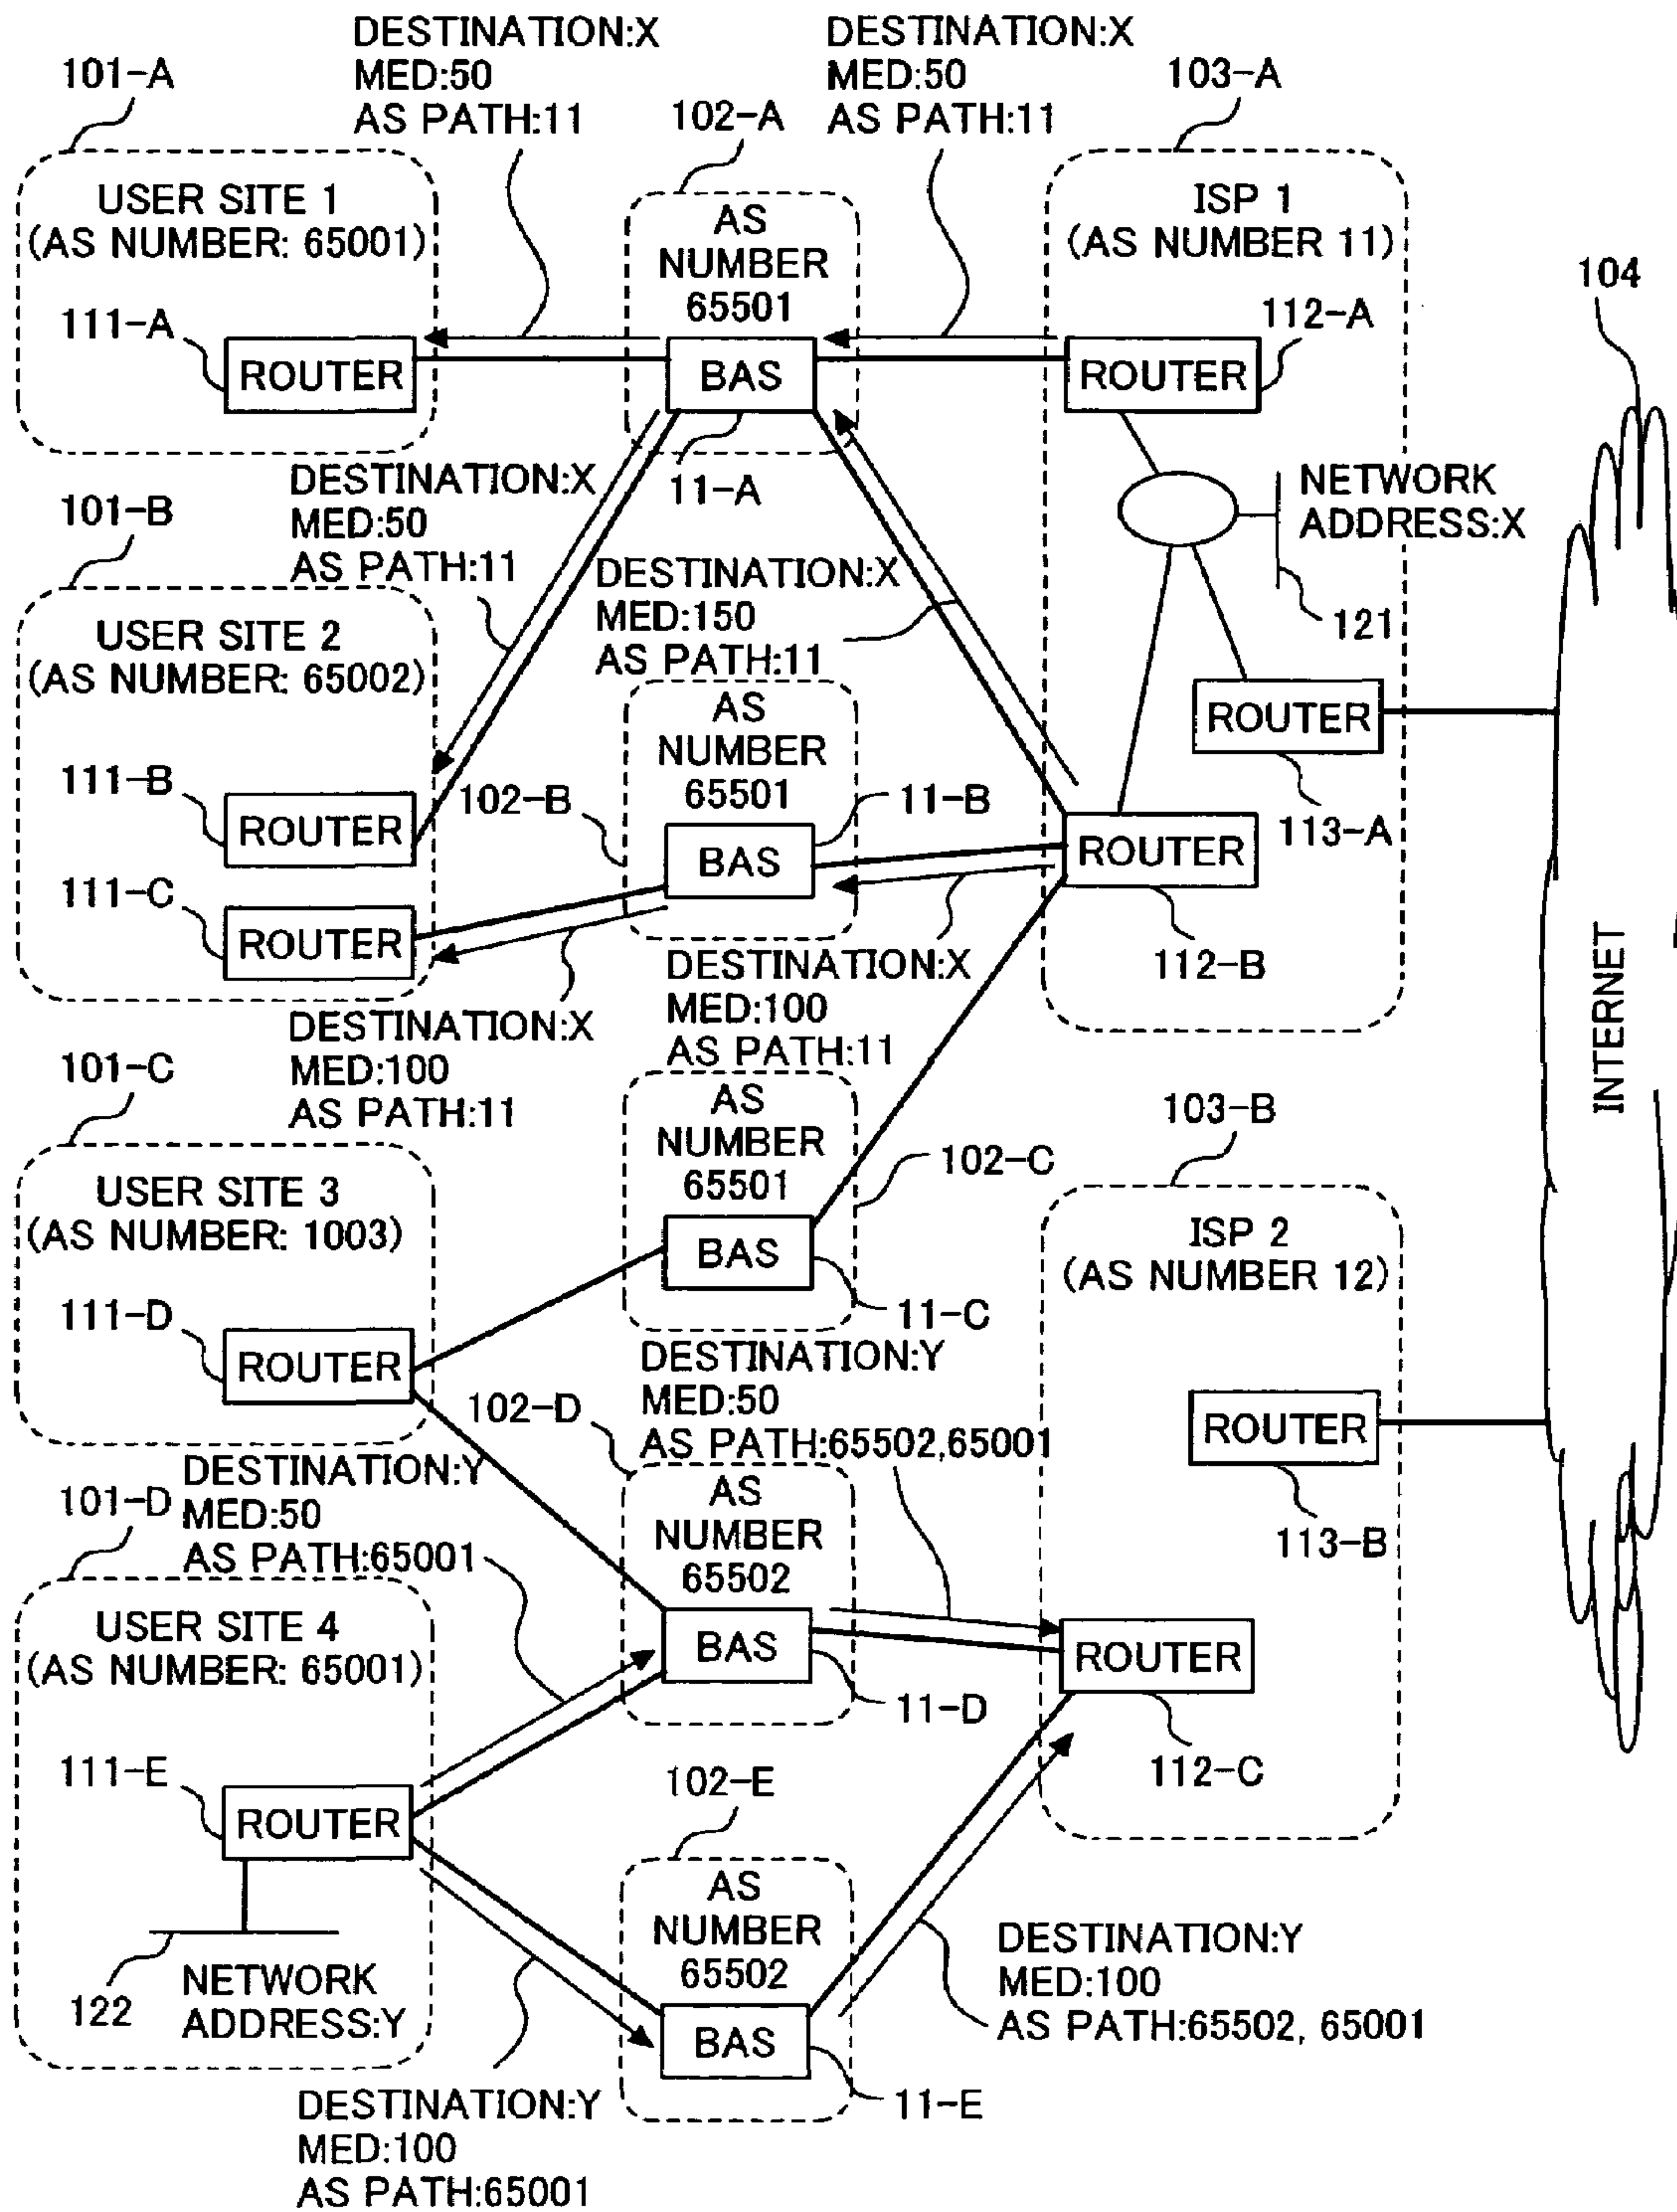 DESTINATION:X
MED:50
AS PATH:11
DESTINATION:X
MED:50
AS PATH:11
101-A
102-A
103-A
USER SITE 1
(AS NUMBER: 65001)
AS
NUMBER
65501
ISP 1
(AS NUMBER 11)
104
111-A
ROUTER
BAS
ROUTER
112-A
11-A
DESTINATION:X
MED:50
AS PATH:11
NETWORK
ADDRESS:X
101-B
DESTINATION:X
MED:150
AS PATH:11
121
USER SITE 2
(AS NUMBER: 65002)
AS
NUMBER
65501
ROUTER
113-A
111-B
ROUTER
102-B
BAS
11-B
ROUTER
112-B
111-C
ROUTER
DESTINATION:X
MED:100
AS PATH:11
DESTINATION:X
MED:100
AS PATH:11
INTERNET
101-C
AS
NUMBER
65501
102-C
103-B
USER SITE 3
(AS NUMBER: 1003)
BAS
11-C
ISP 2
(AS NUMBER 12)
111-D
ROUTER
DESTINATION:Y
MED:50
AS PATH:65502,65001
102-D
ROUTER
113-B
DESTINATION:Y
MED:50
AS PATH:65001
101-D
AS
NUMBER
65502
USER SITE 4
(AS NUMBER: 65001)
BAS
11-D
ROUTER
112-C
111-E
ROUTER
102-E
AS
NUMBER
65502
122
NETWORK
ADDRESS:Y
BAS
11-E
DESTINATION:Y
MED:100
AS PATH:65502, 65001
DESTINATION:Y
MED:100
AS PATH:65001